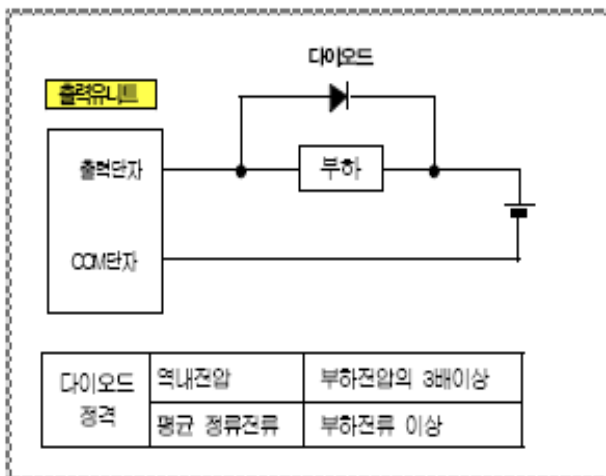 다이오드
출력유니트
출력단자
부하
COM단자
다이오드 정격
역내전압
부하전압의 3배이상
평균 정류전류
부하전류 이상